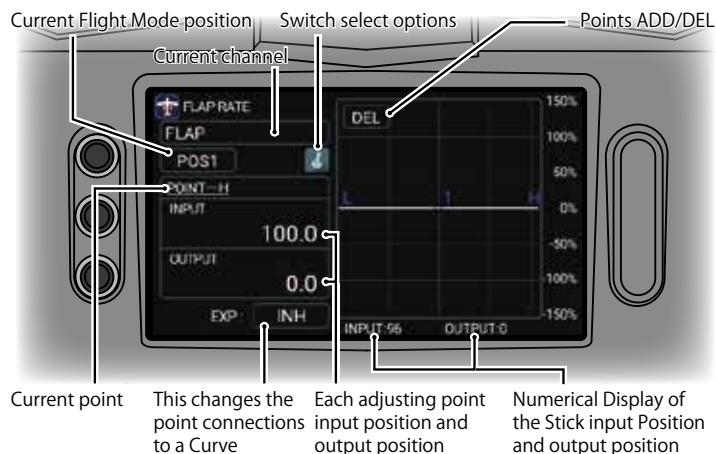 Current Flight Mode position
Switch select options
Points ADD/DEL
Current channel
FLAP RATE
FLAP
POS1
POINT - H
INPUT
100.0
OUTPUT
0.0
EXP
INH
DEL
L
1
H
150%
100%
50%
0%
-50%
-100%
-150%
INPUT:96
OUTPUT:0
Current point
This changes the
point connections
to a Curve
Each adjusting point
input position and
output position
Numerical Display of
the Stick input Position
and output position